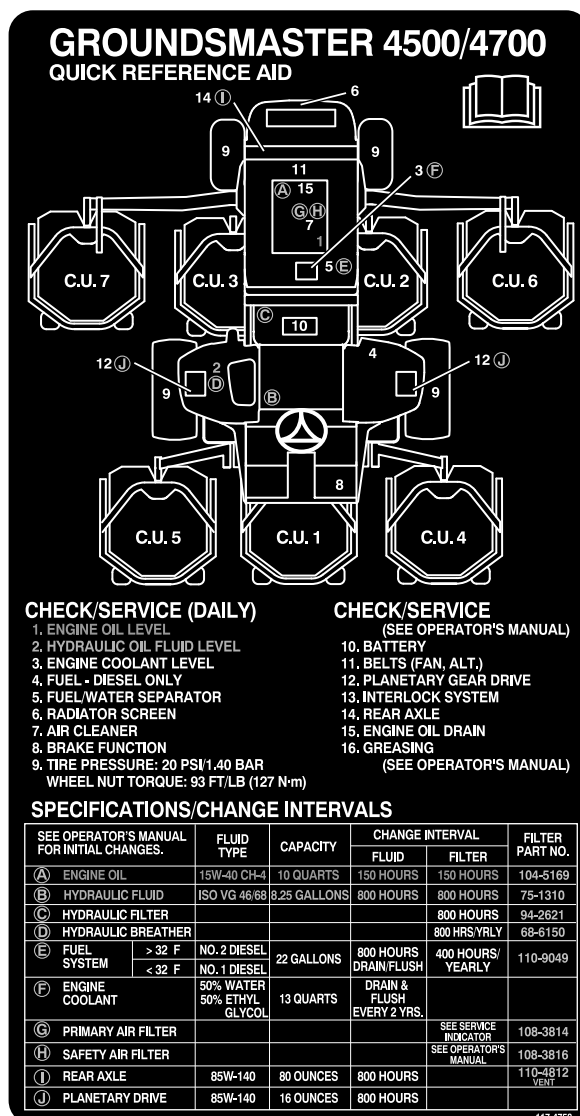 GROUNDSMASTER 4500/4700
QUICK REFERENCE AID
14 I
6
9
9
11
3 F
A 15
G H
7
1
5 E
C.U. 7
C.U. 3
C.U. 2
C.U. 6
C
10
12 J
2
D
4
12 J
9
B
9
8
C.U. 5
C.U. 1
C.U. 4
CHECK/SERVICE (DAILY)
1. ENGINE OIL LEVEL
2. HYDRAULIC OIL FLUID LEVEL
3. ENGINE COOLANT LEVEL
4. FUEL - DIESEL ONLY
5. FUEL/WATER SEPARATOR
6. RADIATOR SCREEN
7. AIR CLEANER
8. BRAKE FUNCTION
9. TIRE PRESSURE: 20 PSI/1.40 BAR
WHEEL NUT TORQUE: 93 FT/LB (127 N·m)
CHECK/SERVICE
(SEE OPERATOR'S MANUAL)
10. BATTERY
11. BELTS (FAN, ALT.)
12. PLANETARY GEAR DRIVE
13. INTERLOCK SYSTEM
14. REAR AXLE
15. ENGINE OIL DRAIN
16. GREASING
(SEE OPERATOR'S MANUAL)
SPECIFICATIONS/CHANGE INTERVALS
SEE OPERATOR'S MANUAL FOR INITIAL CHANGES. FLUID TYPE CAPACITY CHANGE INTERVAL FLUID FILTER FILTER PART NO.
A ENGINE OIL 15W-40 CH-4 10 QUARTS 150 HOURS 150 HOURS 104-5169
B HYDRAULIC FLUID ISO VG 46/68 8.25 GALLONS 800 HOURS 800 HOURS 75-1310
C HYDRAULIC FILTER 800 HOURS 94-2621
D HYDRAULIC BREATHER 800 HRS/YRLY 68-6150
E FUEL SYSTEM > 32 F NO. 2 DIESEL 22 GALLONS 800 HOURS DRAIN/FLUSH 400 HOURS/ YEARLY 110-9049
< 32 F NO. 1 DIESEL
F ENGINE COOLANT 50% WATER 50% ETHYL GLYCOL 13 QUARTS DRAIN & FLUSH EVERY 2 YRS.
G PRIMARY AIR FILTER SEE SERVICE INDICATOR 108-3814
H SAFETY AIR FILTER SEE OPERATOR'S MANUAL 108-3816
I REAR AXLE 85W-140 80 OUNCES 800 HOURS 110-4812 VENT
J PLANETARY DRIVE 85W-140 16 OUNCES 800 HOURS